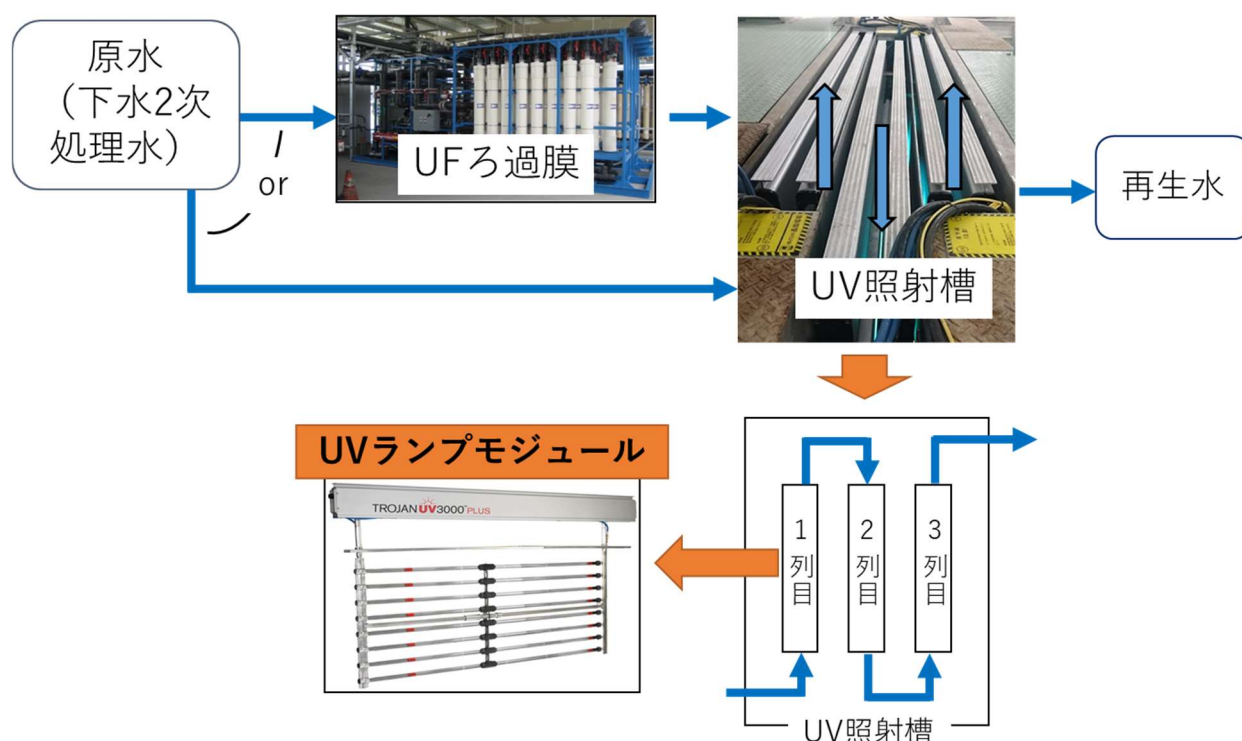 原水
（下水2次
処理水）
or
UFろ過膜
UV照射槽
再生水
UVランプモジュール
TROJAN UV3000™PLUS
1列目
2列目
3列目
UV照射槽